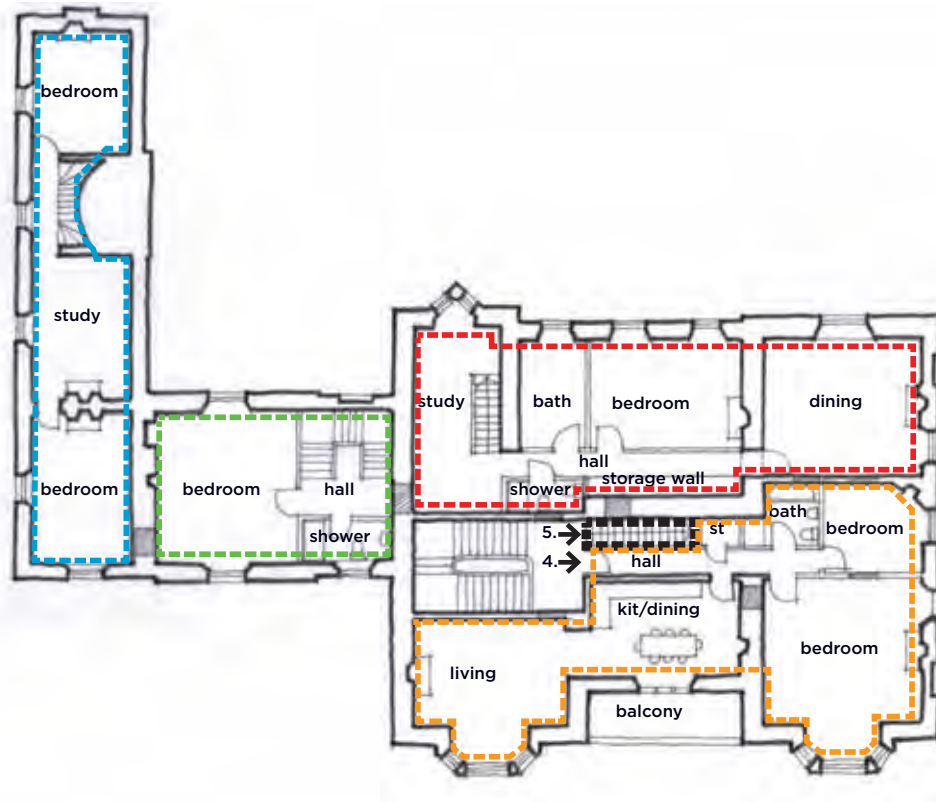 bedroom
study
bedroom
bedroom
hall
shower
study
bath
bedroom
dining
hall
shower
storage wall
5.
4.
st
hall
bath
bedroom
kit/dining
living
bedroom
balcony